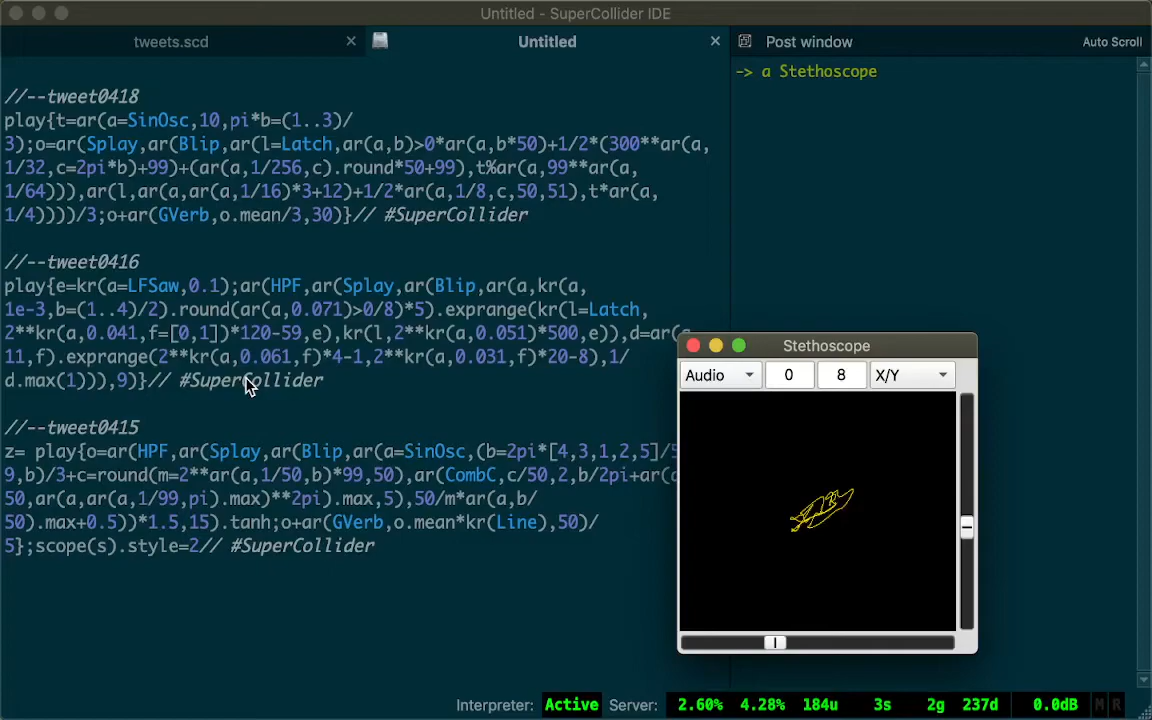 Untitled - SuperCollider IDE
tweets.scd
Untitled
Post window
Auto Scroll
-> a Stethoscope
//--tweet0418
play{t=ar(a=SinOsc,10,pi*b=(1..3)/
3);o=ar(Splay,ar(Blip,ar(l=Latch,ar(a,b)>0*ar(a,b*50)+1/2*(300**ar(a,
1/32,c=2pi*b)+99)+(ar(a,1/256,c).round*50+99),t%ar(a,99**ar(a,
1/64))),ar(l,ar(a,ar(a,1/16)*3+12)+1/2*ar(a,1/8,c,50,51),t*ar(a,
1/4))))/3;o+ar(GVerb,o.mean/3,30)}// #SuperCollider
//--tweet0416
play{e=kr(a=LFSaw,0.1);ar(HPF,ar(Splay,ar(Blip,ar(a,kr(a,
1e-3,b=(1..4)/2).round(ar(a,0.071)>0/8)*5).exprange(kr(l=Latch,
2**kr(a,0.041,f=[0,1])*120-59,e),kr(l,2**kr(a,0.051)*500,e)),d=ar(a,
11,f).exprange(2**kr(a,0.061,f)*4-1,2**kr(a,0.031,f)*20-8),1/
d.max(1))),9)}// #SuperCollider
//--tweet0415
z= play{o=ar(HPF,ar(Splay,ar(Blip,ar(a=SinOsc,(b=2pi*[4,3,1,2,5]/5
9,b)/3+c=round(m=2**ar(a,1/50,b)*99,50),ar(CombC,c/50,2,b/2pi+ar(a
50,ar(a,ar(a,1/99,pi).max)**2pi).max,5),50/m*ar(a,b/
50).max+0.5))*1.5,15).tanh;o+ar(GVerb,o.mean*kr(Line),50)/
5};scope(s).style=2// #SuperCollider
Stethoscope
Audio 0 8 X/Y
Interpreter: Active Server: 2.60% 4.28% 184u 3s 2g 237d 0.0dB M R